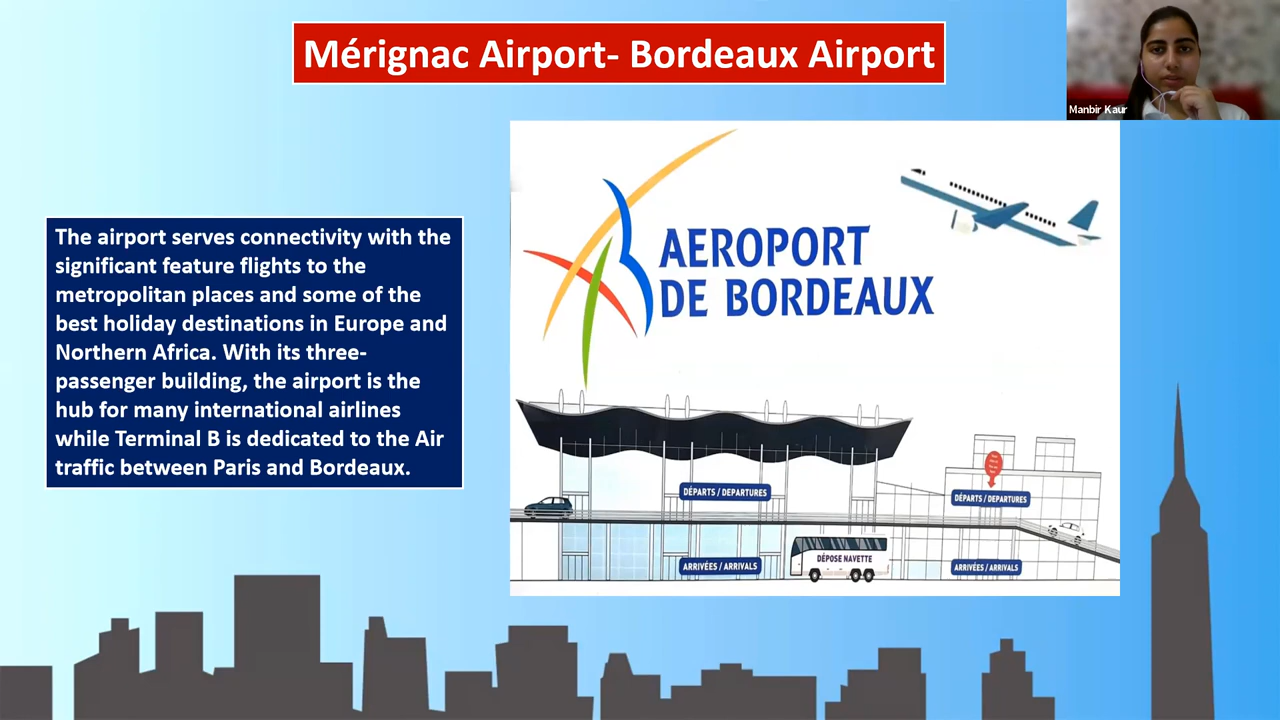 Mérignac Airport- Bordeaux Airport
Manbir Kaur
The airport serves connectivity with the
significant feature flights to the
metropolitan places and some of the
best holiday destinations in Europe and
Northern Africa. With its three-
passenger building, the airport is the
hub for many international airlines
while Terminal B is dedicated to the Air
traffic between Paris and Bordeaux.
AEROPORT
DE BORDEAUX
DÉPARTS / DEPARTURES
DÉPARTS / DEPARTURES
DÉPOSE NAVETTE
ARRIVÉES / ARRIVALS
ARRIVÉES / ARRIVALS